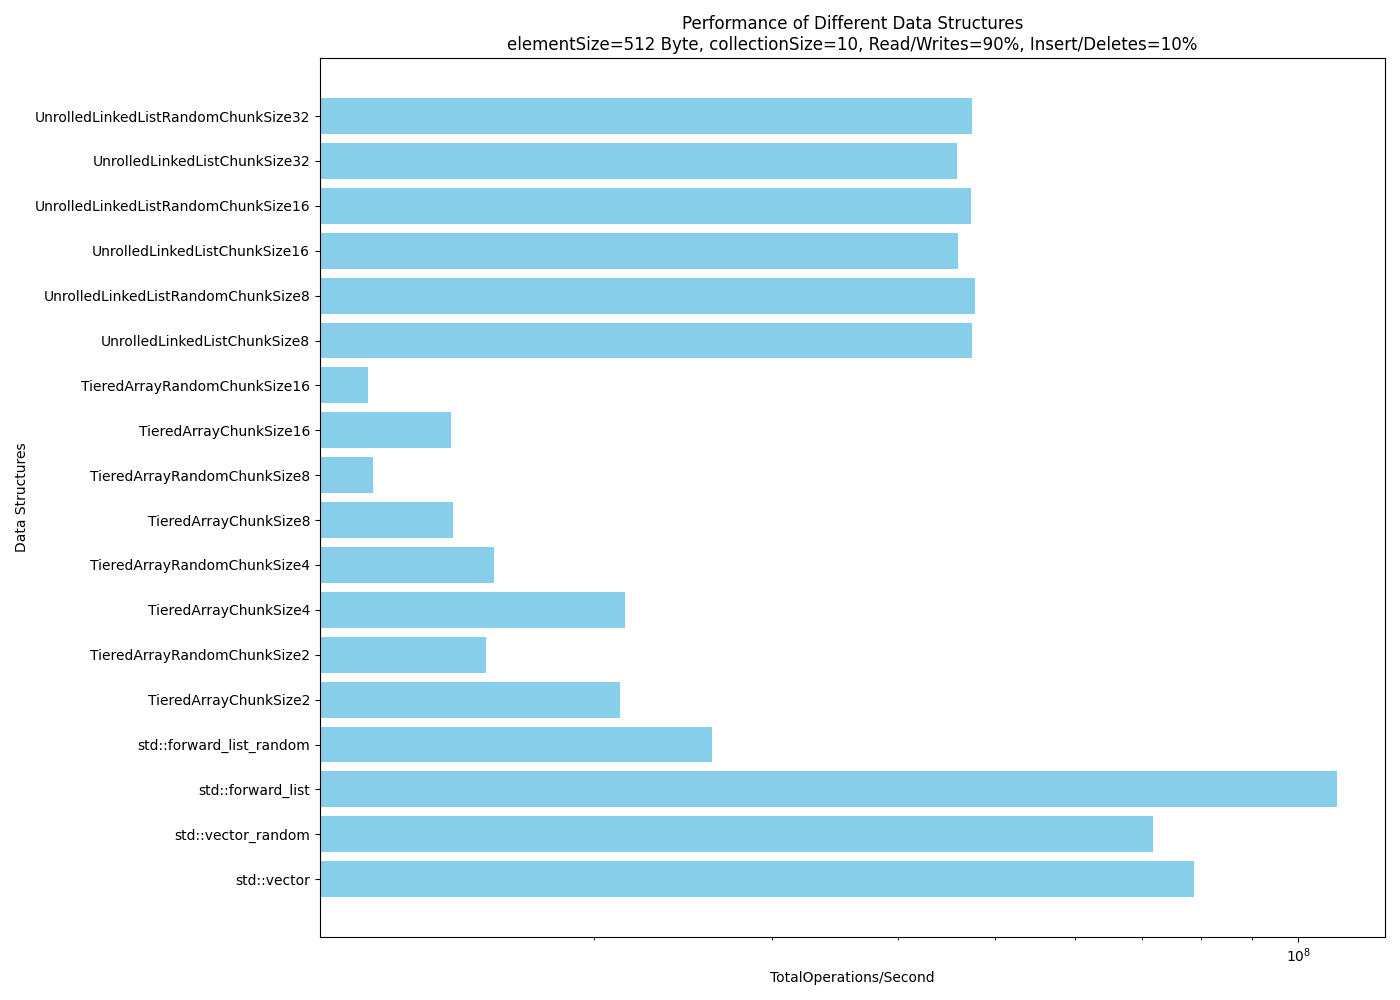 Performance of Different Data Structures
elementSize=512 Byte, collectionSize=10, Read/Writes=90%, Insert/Deletes=10%
UnrolledLinkedListRandomChunkSize32
UnrolledLinkedListChunkSize32
UnrolledLinkedListRandomChunkSize16
UnrolledLinkedListChunkSize16
UnrolledLinkedListRandomChunkSize8
UnrolledLinkedListChunkSize8
TieredArrayRandomChunkSize16
TieredArrayChunkSize16
TieredArrayRandomChunkSize8
TieredArrayChunkSize8
TieredArrayRandomChunkSize4
TieredArrayChunkSize4
TieredArrayRandomChunkSize2
TieredArrayChunkSize2
std::forward_list_random
std::forward_list
std::vector_random
std::vector
Data Structures
10⁸
TotalOperations/Second